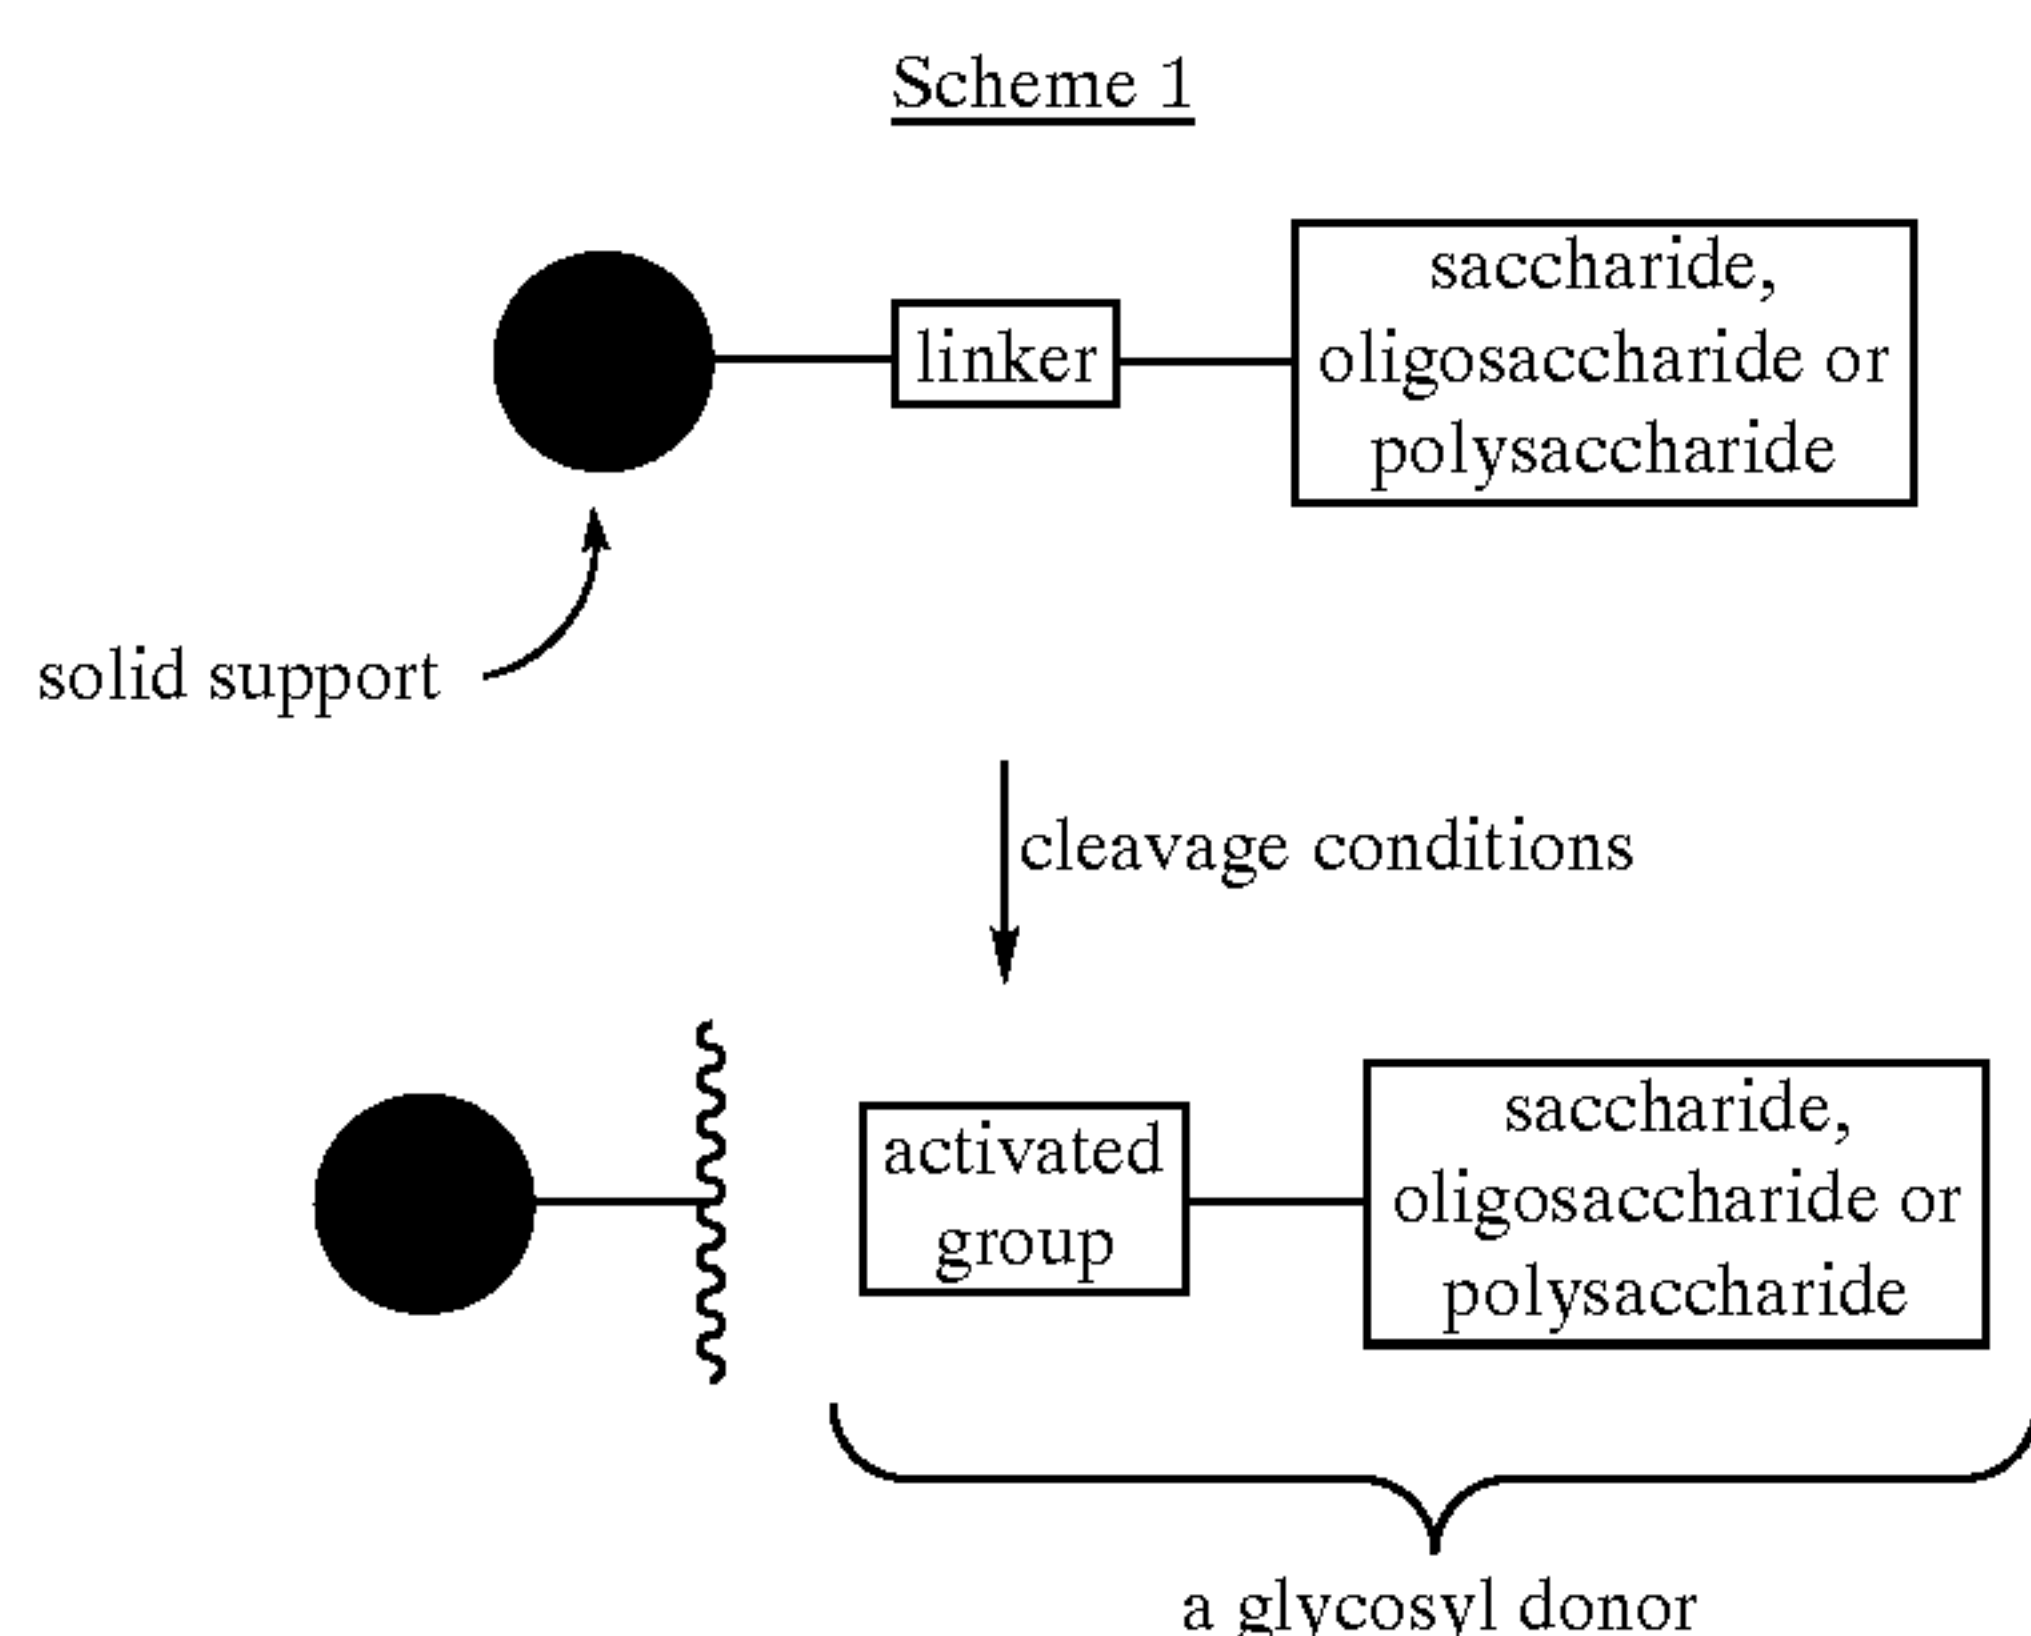 Scheme 1
saccharide,
oligosaccharide or
polysaccharide
linker
solid support
cleavage conditions
activated
group
saccharide,
oligosaccharide or
polysaccharide
a glycosyl donor